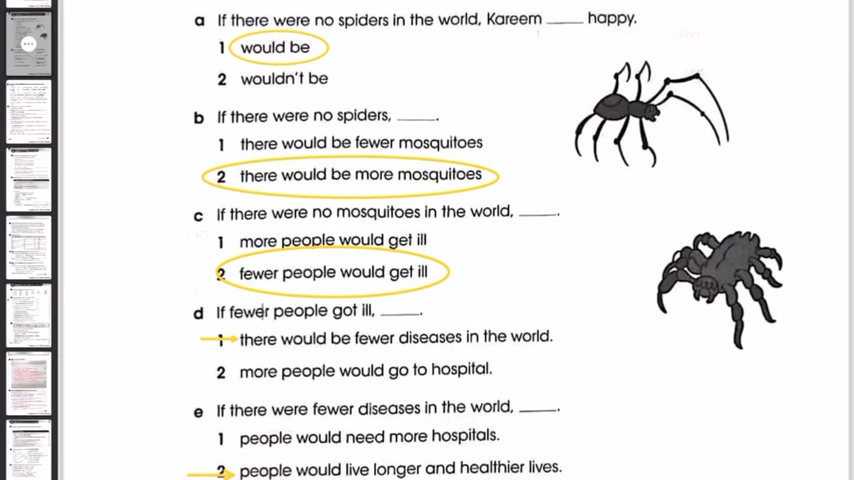 a If there were no spiders in the world, Kareem ____ happy.
1 would be
2 wouldn't be
b If there were no spiders, ____.
1 there would be fewer mosquitoes
2 there would be more mosquitoes
c If there were no mosquitoes in the world, ____.
1 more people would get ill
2 fewer people would get ill
d If fewer people got ill, ____.
1 there would be fewer diseases in the world.
2 more people would go to hospital.
e If there were fewer diseases in the world, ____.
1 people would need more hospitals.
2 people would live longer and healthier lives.